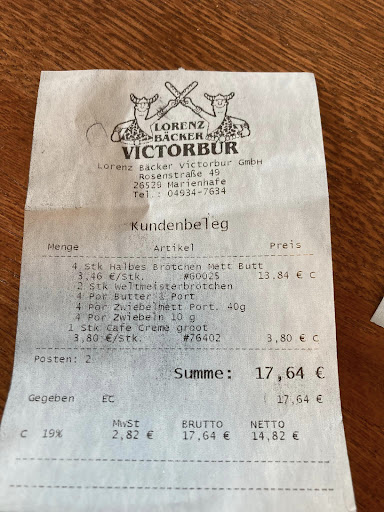 LORENZ
BÄCKER
VICTORBUR
Lorenz Bäcker Victorbur GmbH
Rosenstraße 49
26529 Marienhafe
Tel.: 04934-7634
Kundenbeleg
Menge Artikel Preis
4 Stk Halbes Brötchen Mett Butt
3,46 €/Stk. #G0025 13,84 € C
2 Stk Weltmeisterbrötchen
4 Por Butter 1 Port
4 Por Zwiebelmett Port. 40g
4 Por Zwiebeln 10 g
1 Stk Cafe Creme groot
3,80 €/Stk. #76402 3,80 € C
Posten: 2
Summe: 17,64 €
Gegeben EC 17,64 €
MwSt BRUTTO NETTO
C 19% 2,82 € 17,64 € 14,82 €